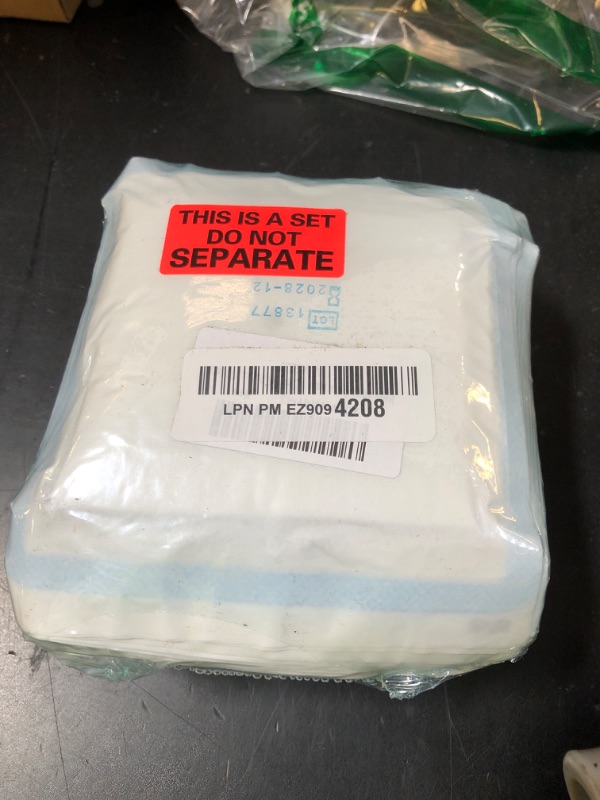 THIS IS A SET
DO NOT
SEPARATE
2028-12
LOT 13877
LPN PM EZ909 4208